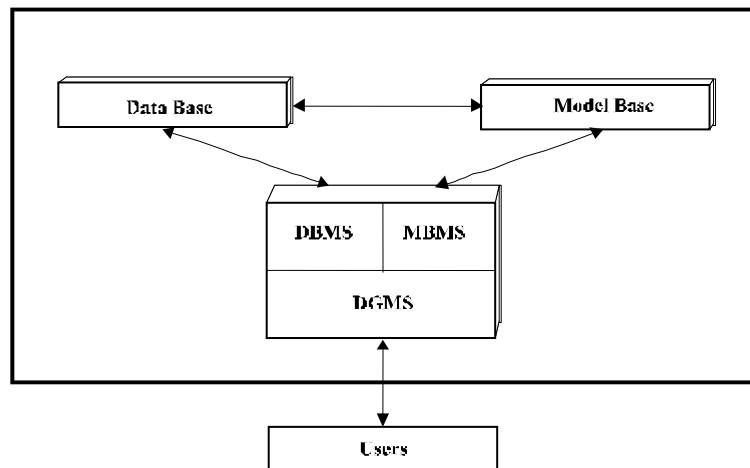 Data Base
Model Base
DBMS
MBMS
DGMS
Users